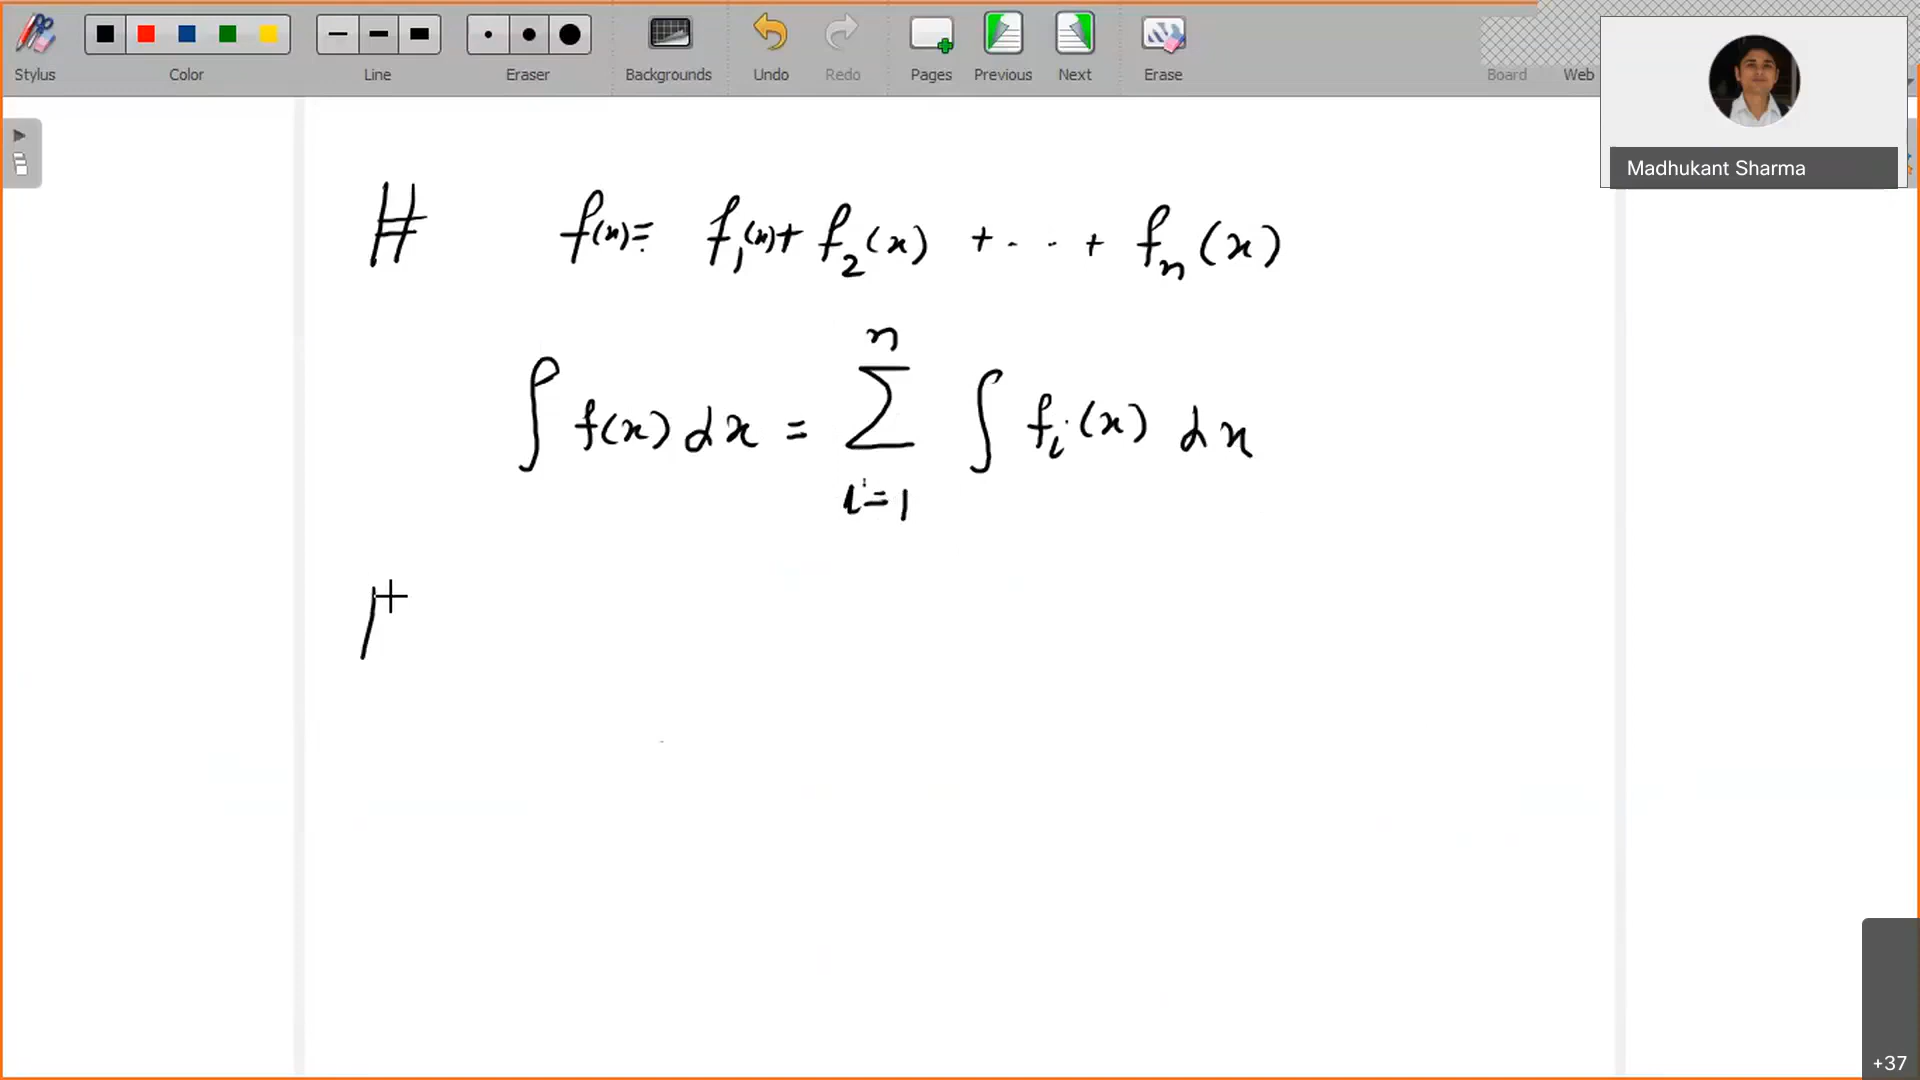 Stylus Color Line Eraser Backgrounds Undo Redo Pages Previous Next Erase Board Web
Madhukant Sharma
# f(x) = f₁(x) + f₂(x) + . . . + fₙ(x)
∫ f(x) dx = ∑ᵢ₌₁ⁿ ∫ fᵢ(x) dx
+37